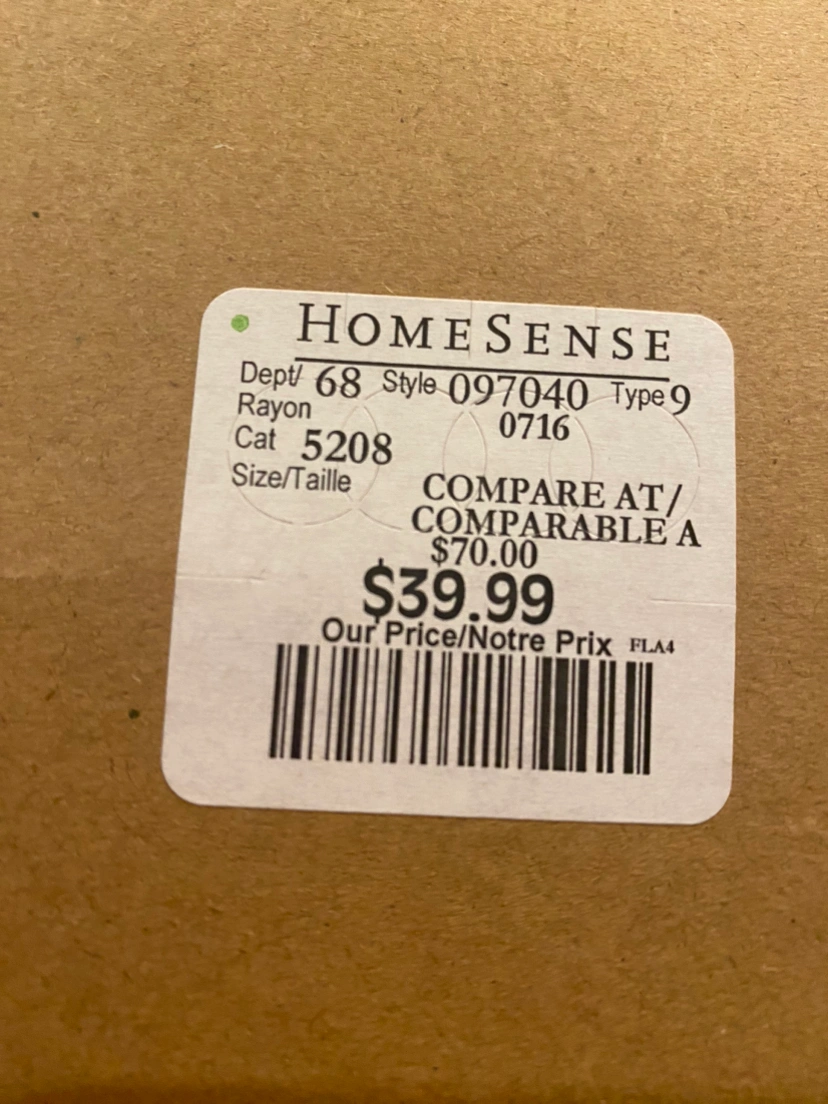 HOMESENSE
Dept/ 68 Style 097040 Type 9
Rayon 0716
Cat 5208
Size/Taille
COMPARE AT/
COMPARABLE A
$70.00
$39.99
Our Price/Notre Prix FLA4